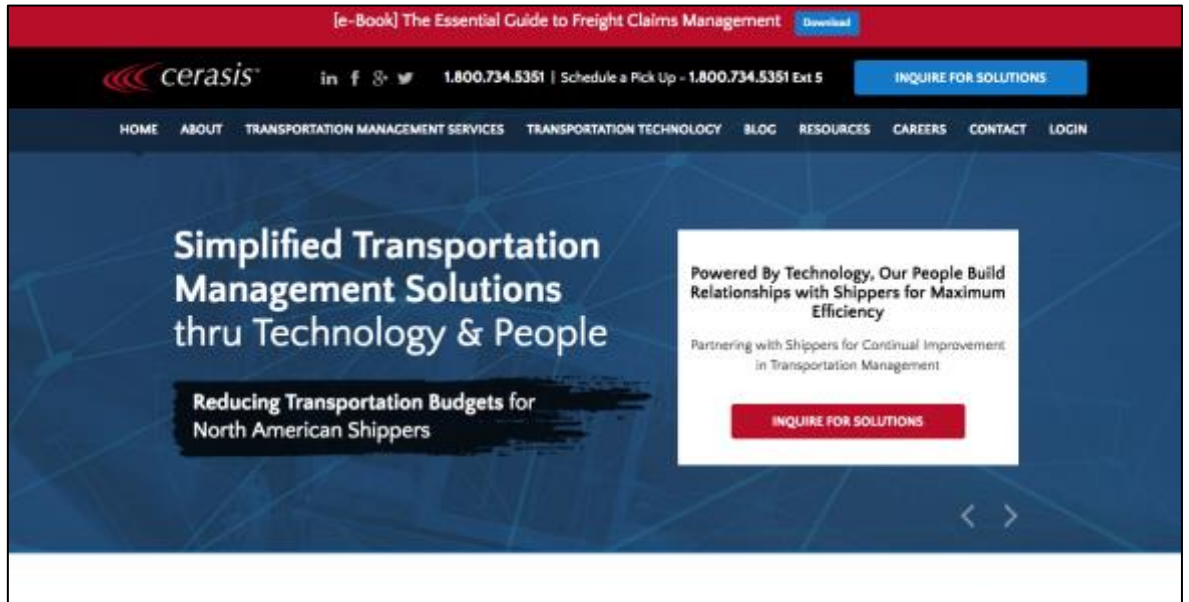 [e-Book] The Essential Guide to Freight Claims Management Download
cerasis in f g+ 1.800.734.5351 | Schedule a Pick Up - 1.800.734.5351 Ext 5 INQUIRE FOR SOLUTIONS
HOME ABOUT TRANSPORTATION MANAGEMENT SERVICES TRANSPORTATION TECHNOLOGY BLOG RESOURCES CAREERS CONTACT LOGIN
Simplified Transportation
Management Solutions
thru Technology & People
Reducing Transportation Budgets for
North American Shippers
Powered By Technology, Our People Build
Relationships with Shippers for Maximum
Efficiency
Partnering with Shippers for Continual Improvement
in Transportation Management
INQUIRE FOR SOLUTIONS